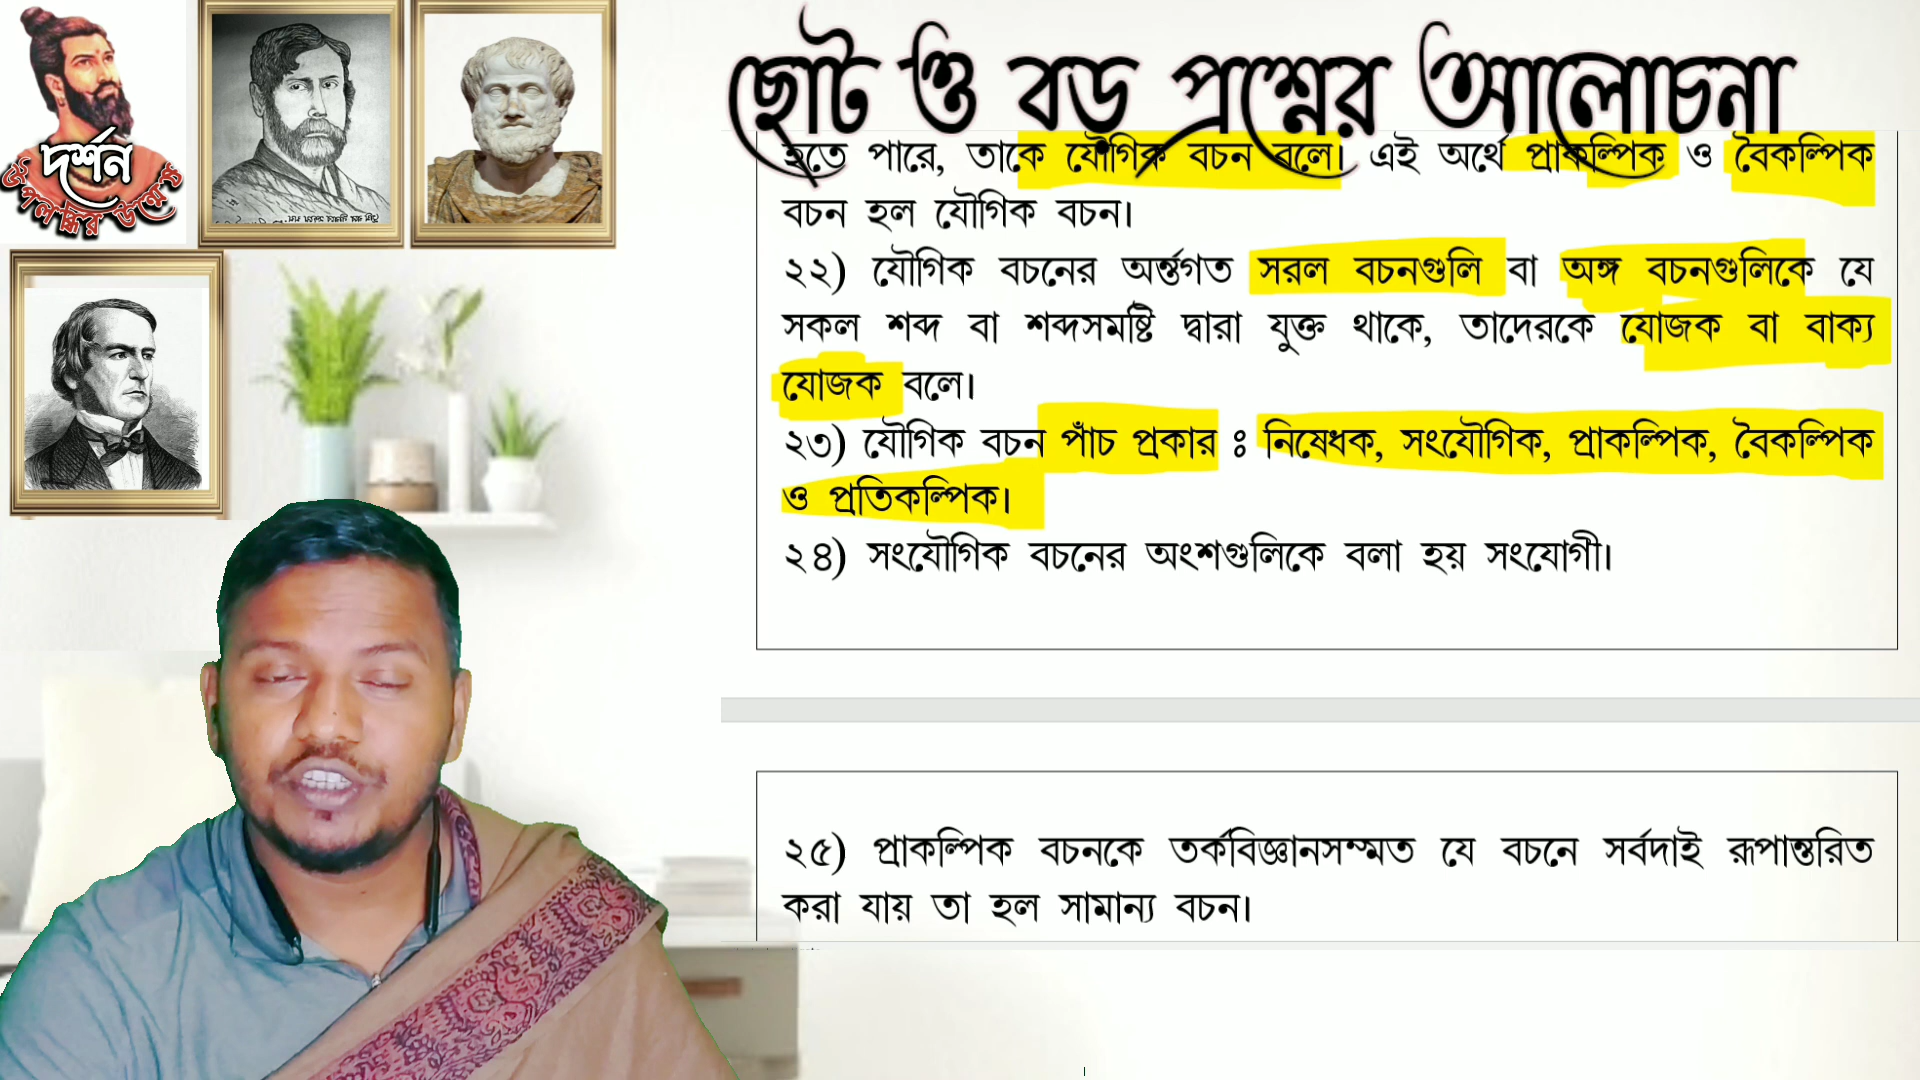 ছোট ও বড় প্রশ্নের আলোচনা
দর্শন
উপলব্ধির উন্মেষ
হতে পারে, তাকে যৌগিক বচন বলে। এই অর্থে প্রাকল্পিক ও বৈকল্পিক
বচন হল যৌগিক বচন।
২২) যৌগিক বচনের অর্ন্তগত সরল বচনগুলি বা অঙ্গ বচনগুলিকে যে
সকল শব্দ বা শব্দসমষ্টি দ্বারা যুক্ত থাকে, তাদেরকে যোজক বা বাক্য
যোজক বলে।
২৩) যৌগিক বচন পাঁচ প্রকার ঃ নিষেধক, সংযৌগিক, প্রাকল্পিক, বৈকল্পিক
ও প্রতিকল্পিক।
২৪) সংযৌগিক বচনের অংশগুলিকে বলা হয় সংযোগী।
২৫) প্রাকল্পিক বচনকে তর্কবিজ্ঞানসম্মত যে বচনে সর্বদাই রূপান্তরিত
করা যায় তা হল সামান্য বচন।